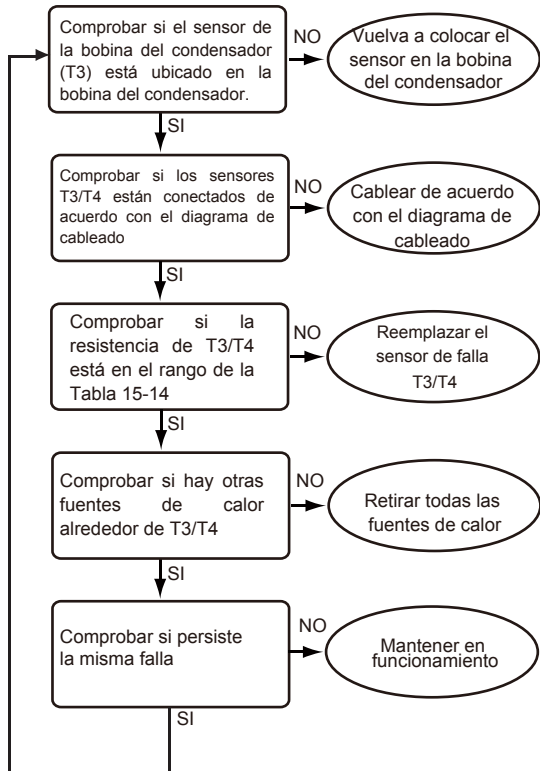 Comprobar si el sensor de
la bobina del condensador
(T3) está ubicado en la
bobina del condensador.
NO
Vuelva a colocar el
sensor en la bobina
del condensador
SI
Comprobar si los sensores
T3/T4 están conectados de
acuerdo con el diagrama de
cableado
NO
Cablear de acuerdo
con el diagrama de
cableado
SI
Comprobar si la
resistencia de T3/T4
está en el rango de la
Tabla 15-14
NO
Reemplazar el
sensor de falla
T3/T4
SI
Comprobar si hay otras
fuentes de calor
alrededor de T3/T4
NO
Retirar todas las
fuentes de calor
SI
Comprobar si persiste
la misma falla
NO
Mantener en
funcionamiento
SI